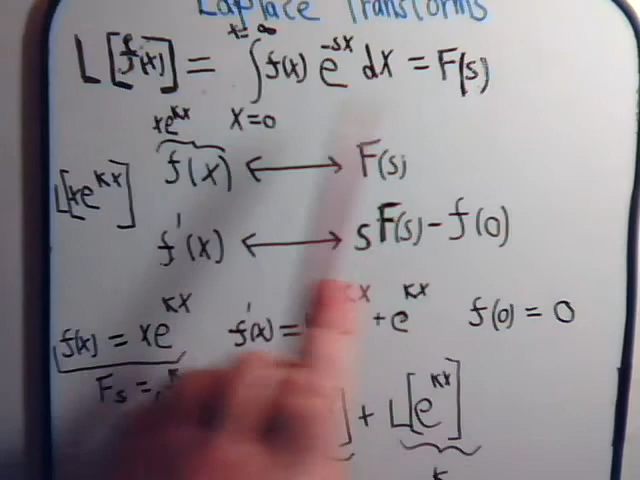 Laplace Transforms
x=∞
L[f(x)] = ∫f(x) e^-sx dx = F(s)
xe^kx x=0
f(x) ⟷ F(s)
L[xe^kx]
f'(x) ⟷ sF(s) - f(0)
f(x) = xe^kx f'(x) = + e^kx f(0) = 0
Fs =
] + L[e^kx]